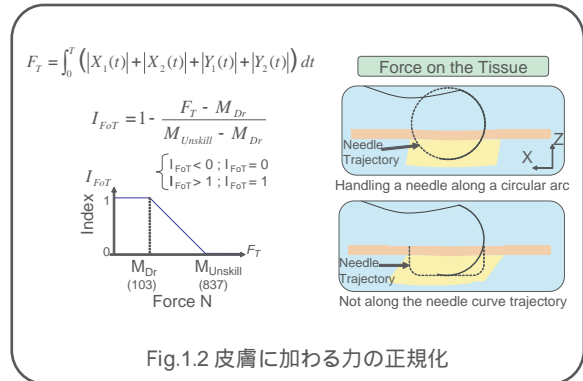 F_T = ∫_0^T (|X_1(t)|+|X_2(t)|+|Y_1(t)|+|Y_2(t)|) dt
I_FoT = 1 - (F_T - M_Dr) / (M_Unskill - M_Dr)
I_FoT < 0 ; I_FoT = 0
I_FoT > 1 ; I_FoT = 1
I_FoT
1
Index
0
F_T
M_Dr
M_Unskill
(103)
(837)
Force N
Force on the Tissue
Needle
Trajectory
Z
X
Handling a needle along a circular arc
Needle
Trajectory
Not along the needle curve trajectory
Fig.1.2 皮膚に加わる力の正規化